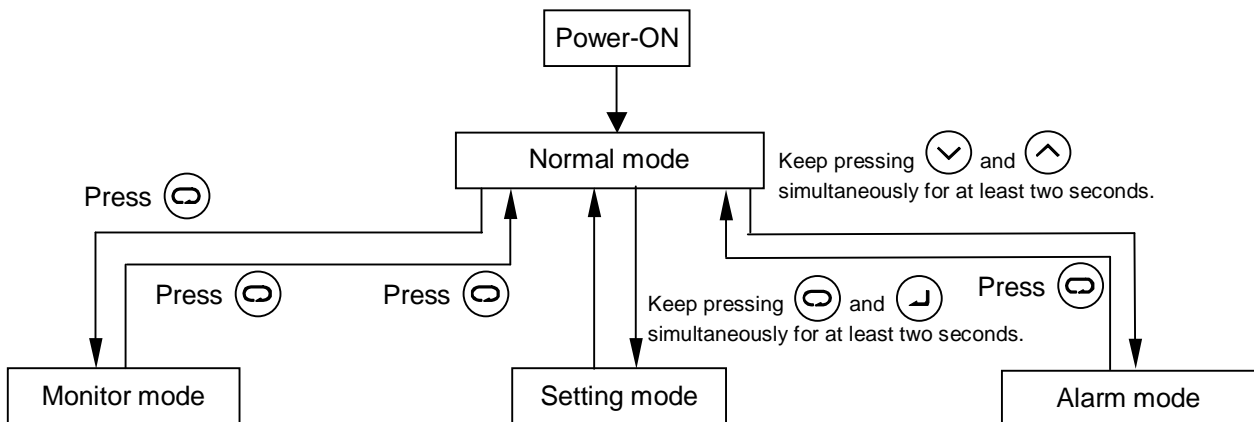 Power-ON
Normal mode
Keep pressing and
simultaneously for at least two seconds.
Press
Press
Press
Keep pressing and
simultaneously for at least two seconds.
Press
Monitor mode
Setting mode
Alarm mode